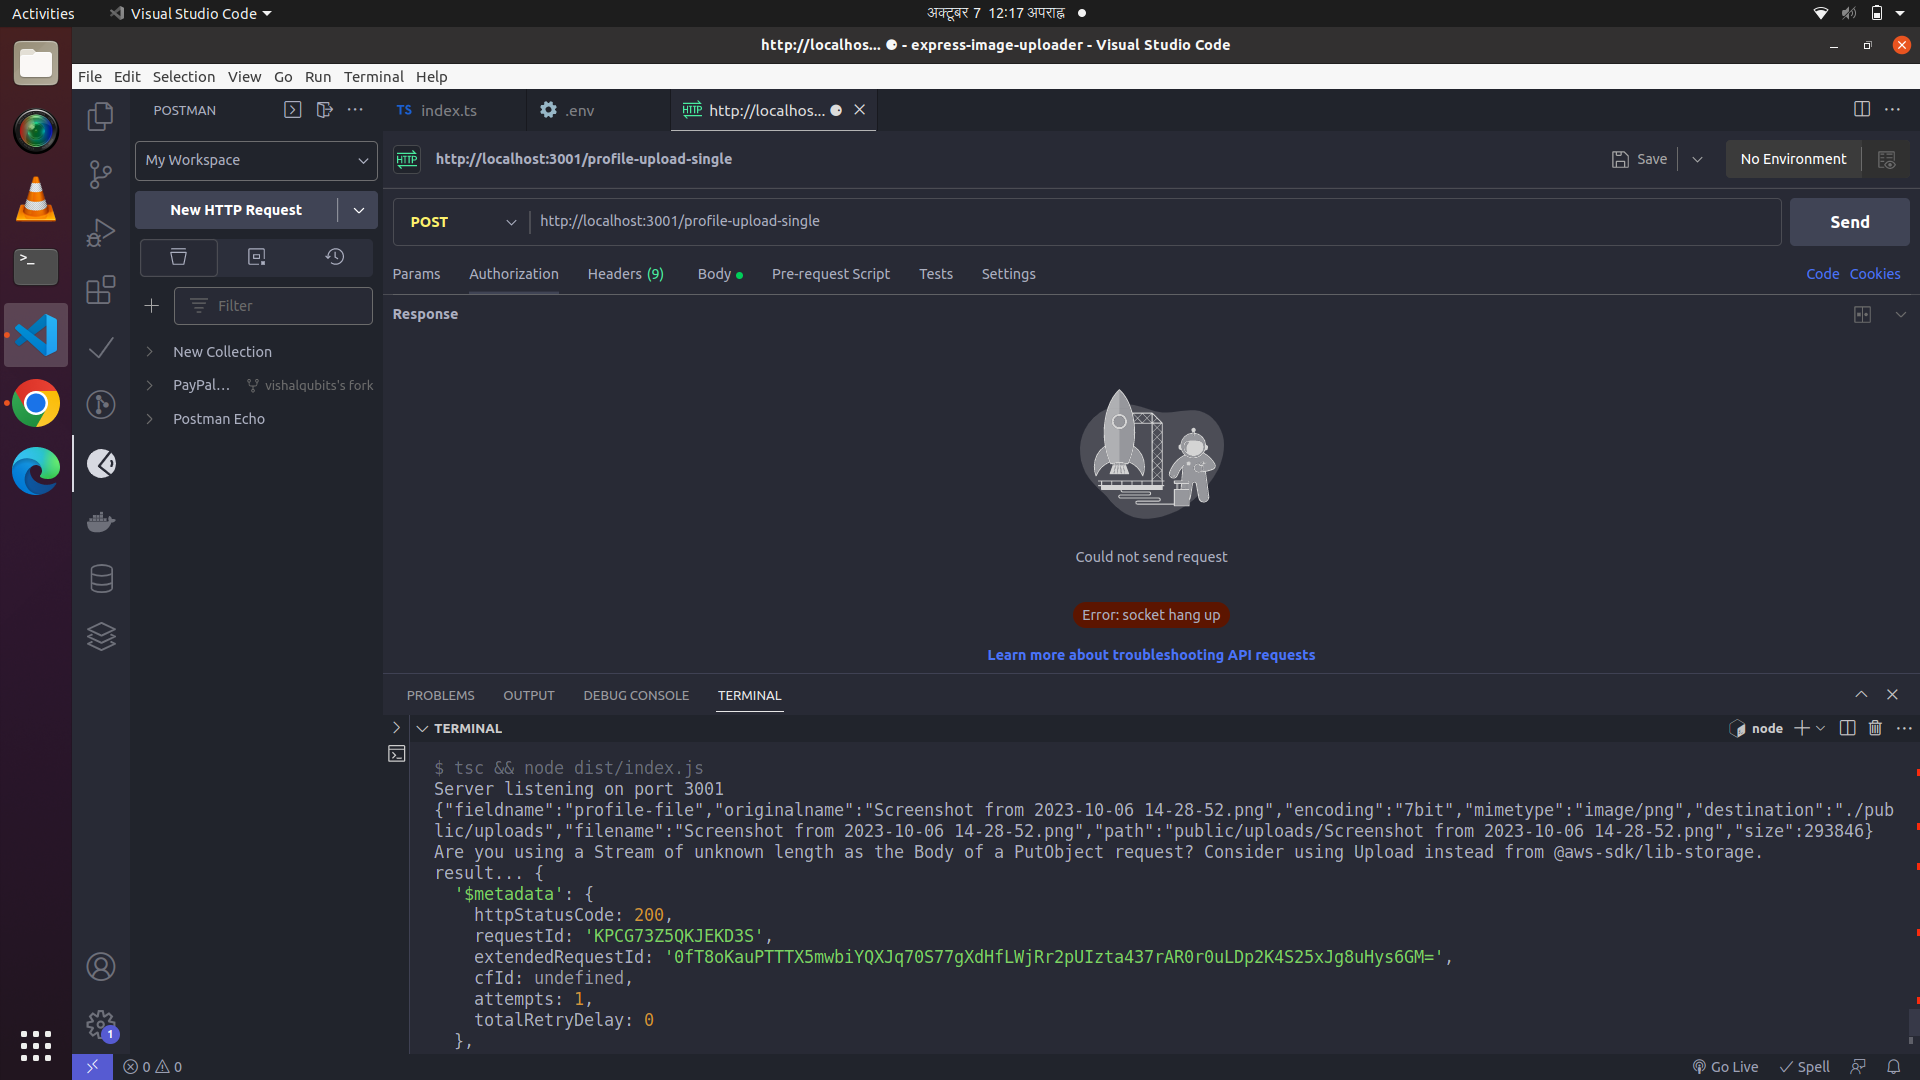 Activities
Visual Studio Code
अक्टूबर 7 12:17 अपराह्न
http://localhos... ● - express-image-uploader - Visual Studio Code
File Edit Selection View Go Run Terminal Help
POSTMAN
TS index.ts
.env
HTTP http://localhos... ●
My Workspace
HTTP http://localhost:3001/profile-upload-single
Save
No Environment
New HTTP Request
POST
http://localhost:3001/profile-upload-single
Send
Params Authorization Headers (9) Body Pre-request Script Tests Settings
Code Cookies
Filter
Response
New Collection
PayPal... vishalqubits's fork
Postman Echo
Could not send request
Error: socket hang up
Learn more about troubleshooting API requests
PROBLEMS OUTPUT DEBUG CONSOLE TERMINAL
TERMINAL
node
$ tsc && node dist/index.js
Server listening on port 3001
{"fieldname":"profile-file","originalname":"Screenshot from 2023-10-06 14-28-52.png","encoding":"7bit","mimetype":"image/png","destination":"./pub
lic/uploads","filename":"Screenshot from 2023-10-06 14-28-52.png","path":"public/uploads/Screenshot from 2023-10-06 14-28-52.png","size":293846}
Are you using a Stream of unknown length as the Body of a PutObject request? Consider using Upload instead from @aws-sdk/lib-storage.
result... {
'$metadata': {
httpStatusCode: 200,
requestId: 'KPCG73Z5QKJEKD3S',
extendedRequestId: '0fT8oKauPTTTX5mwbiYQXJq70S77gXdHfLWjRr2pUIzta437rAR0r0uLDp2K4S25xJg8uHys6GM=',
cfId: undefined,
attempts: 1,
totalRetryDelay: 0
},
1
0 0
Go Live
Spell